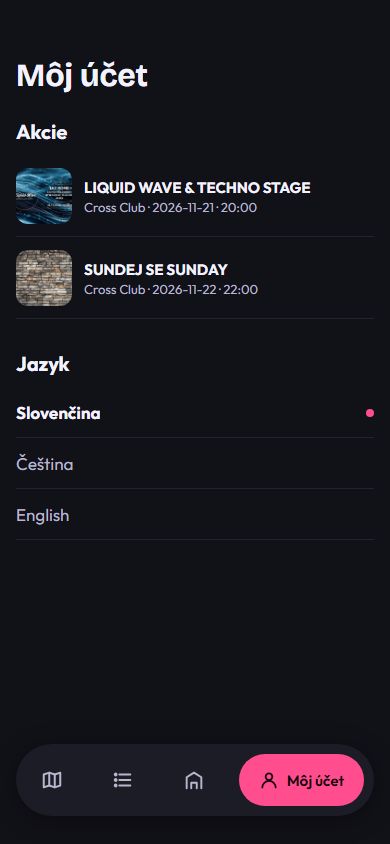 Môj účet
Akcie
LIQUID WAVE & TECHNO STAGE
Cross Club · 2026-11-21 · 20:00
SUNDEJ SE SUNDAY
Cross Club · 2026-11-22 · 22:00
Jazyk
Slovenčina
Čeština
English
Môj účet